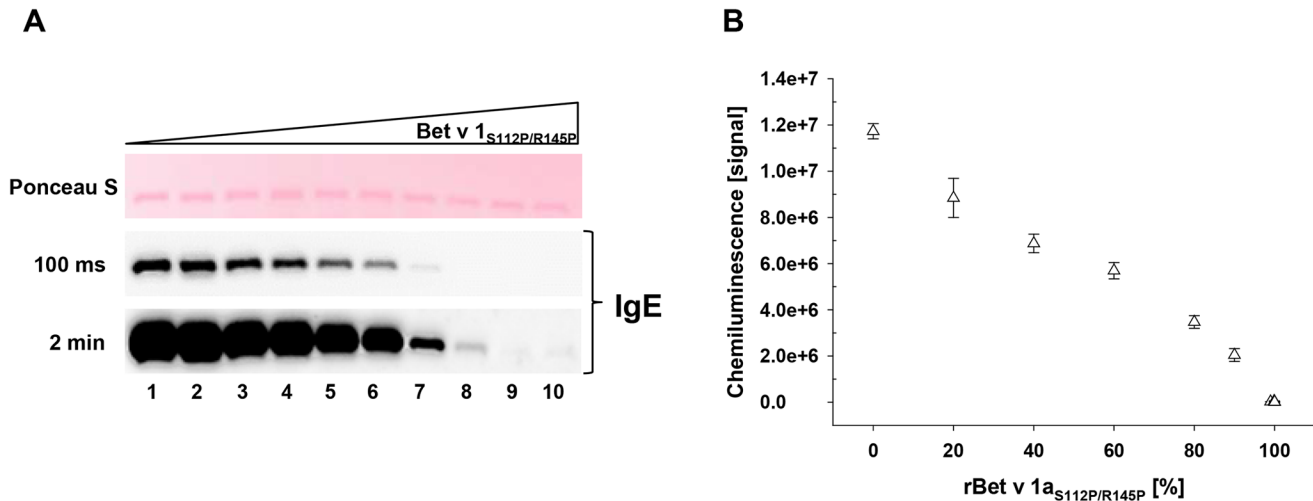 A
Bet v 1S112P/R145P
Ponceau S
100 ms
2 min
IgE
1 2 3 4 5 6 7 8 9 10
B
Chemiluminescence [signal]
1.4e+7
1.2e+7
1.0e+7
8.0e+6
6.0e+6
4.0e+6
2.0e+6
0.0
0 20 40 60 80 100
rBet v 1aS112P/R145P [%]